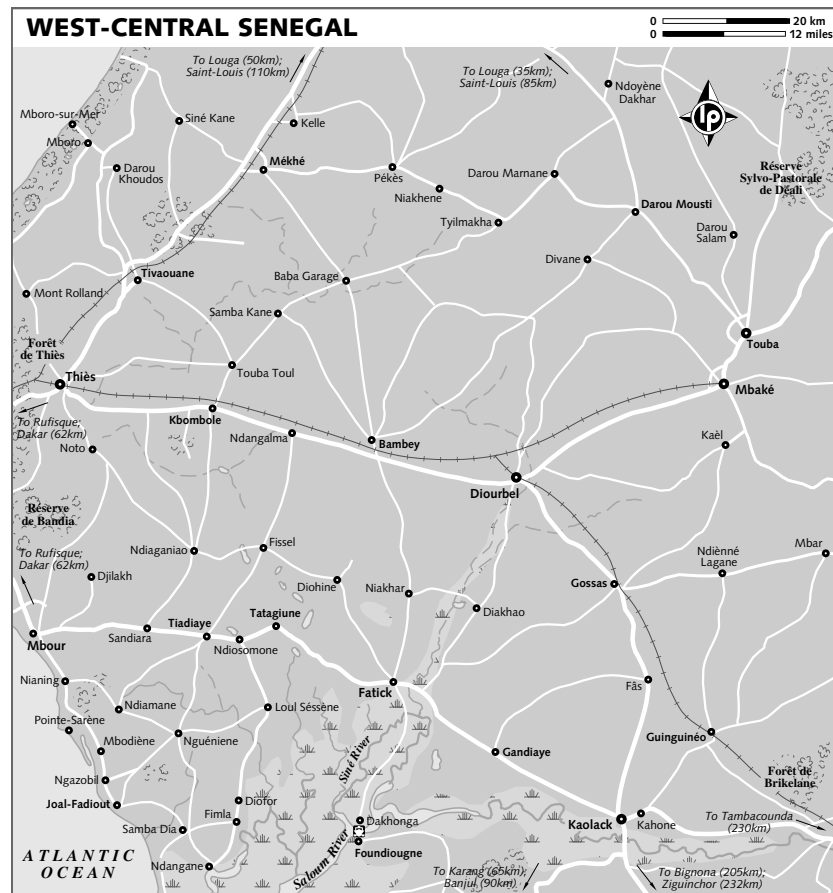 WEST-CENTRAL SENEGAL
0 20 km
0 12 miles
To Louga (50km);
Saint-Louis (110km)
To Louga (35km);
Saint-Louis (85km)
Ndoyène
Dakhar
lp
Mboro-sur-Mer
Siné Kane
Kelle
Mboro
Darou
Khoudos
Mékhé
Pékès
Niakhene
Darou Marnane
Réserve
Sylvo-Pastorale
de Déali
Darou Mousti
Tyilmakha
Darou
Salam
Divane
Tivaouane
Baba Garage
Mont Rolland
Samba Kane
Touba
Forêt
de Thiès
Thiès
Touba Toul
Mbaké
Kbombole
To Rufisque;
Dakar (62km)
Ndangalma
Bambey
Kaèl
Noto
Diourbel
Réserve
de Bandia
To Rufisque;
Dakar (62km)
Ndiaganiao
Fissel
Mbar
Ndiènné
Lagane
Djilakh
Diohine
Niakhar
Gossas
Diakhao
Tatagiune
Tiadiaye
Mbour
Sandiara
Ndiosomone
Nianing
Fatick
Fâs
Ndiamane
Loul Séssène
Pointe-Sarène
Mbodiène
Nguéniene
Siné River
Gandiaye
Guinguinéo
Ngazobil
Forêt de
Brikelane
Joal-Fadiout
Diofor
Fimla
Samba Dia
Dakhonga
Kaolack
Kahone
To Tambacounda
(230km)
Saloum River
Foundiougne
ATLANTIC
OCEAN
Ndangane
To Karang (65km);
Banjul (90km)
To Bignona (205km);
Ziguinchor (232km)